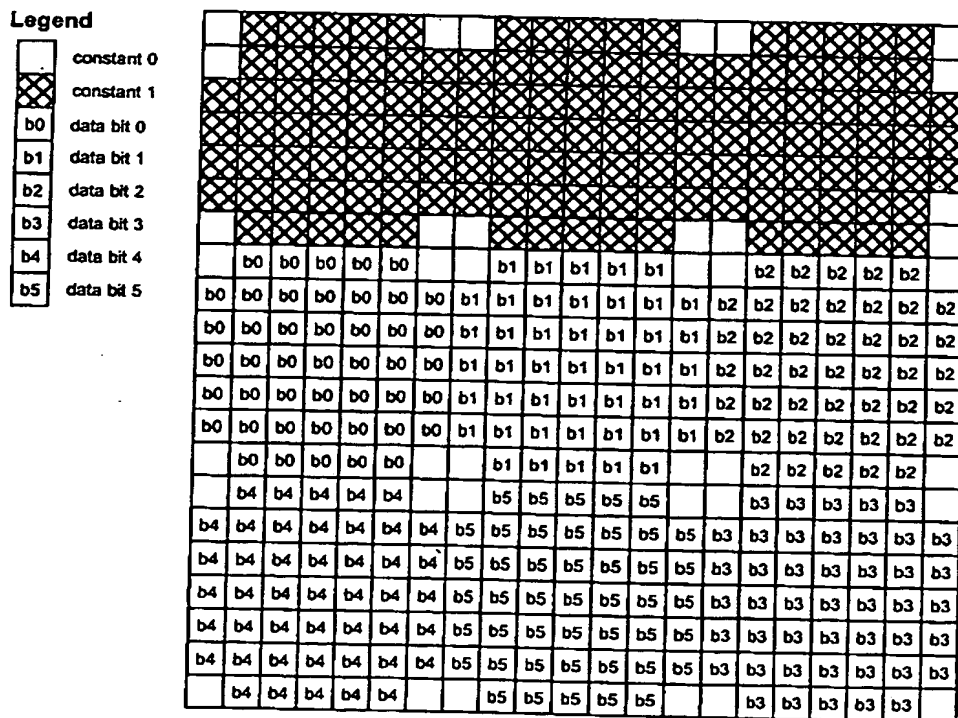 Legend
constant 0
constant 1
b0 data bit 0
b1 data bit 1
b2 data bit 2
b3 data bit 3
b4 data bit 4
b5 data bit 5
b0 b0 b0 b0 b0 b1 b1 b1 b1 b1 b2 b2 b2 b2 b2
b0 b0 b0 b0 b0 b0 b0 b1 b1 b1 b1 b1 b1 b1 b2 b2 b2 b2 b2 b2 b2
b0 b0 b0 b0 b0 b0 b0 b1 b1 b1 b1 b1 b1 b1 b2 b2 b2 b2 b2 b2 b2
b0 b0 b0 b0 b0 b0 b0 b1 b1 b1 b1 b1 b1 b1 b2 b2 b2 b2 b2 b2 b2
b0 b0 b0 b0 b0 b0 b0 b1 b1 b1 b1 b1 b1 b1 b2 b2 b2 b2 b2 b2 b2
b0 b0 b0 b0 b0 b0 b0 b1 b1 b1 b1 b1 b1 b1 b2 b2 b2 b2 b2 b2 b2
b0 b0 b0 b0 b0 b1 b1 b1 b1 b1 b2 b2 b2 b2 b2
b4 b4 b4 b4 b4 b5 b5 b5 b5 b5 b3 b3 b3 b3 b3
b4 b4 b4 b4 b4 b4 b4 b5 b5 b5 b5 b5 b5 b5 b3 b3 b3 b3 b3 b3 b3
b4 b4 b4 b4 b4 b4 b4 b5 b5 b5 b5 b5 b5 b5 b3 b3 b3 b3 b3 b3 b3
b4 b4 b4 b4 b4 b4 b4 b5 b5 b5 b5 b5 b5 b5 b3 b3 b3 b3 b3 b3 b3
b4 b4 b4 b4 b4 b4 b4 b5 b5 b5 b5 b5 b5 b5 b3 b3 b3 b3 b3 b3 b3
b4 b4 b4 b4 b4 b4 b4 b5 b5 b5 b5 b5 b5 b5 b3 b3 b3 b3 b3 b3 b3
b4 b4 b4 b4 b4 b5 b5 b5 b5 b5 b3 b3 b3 b3 b3